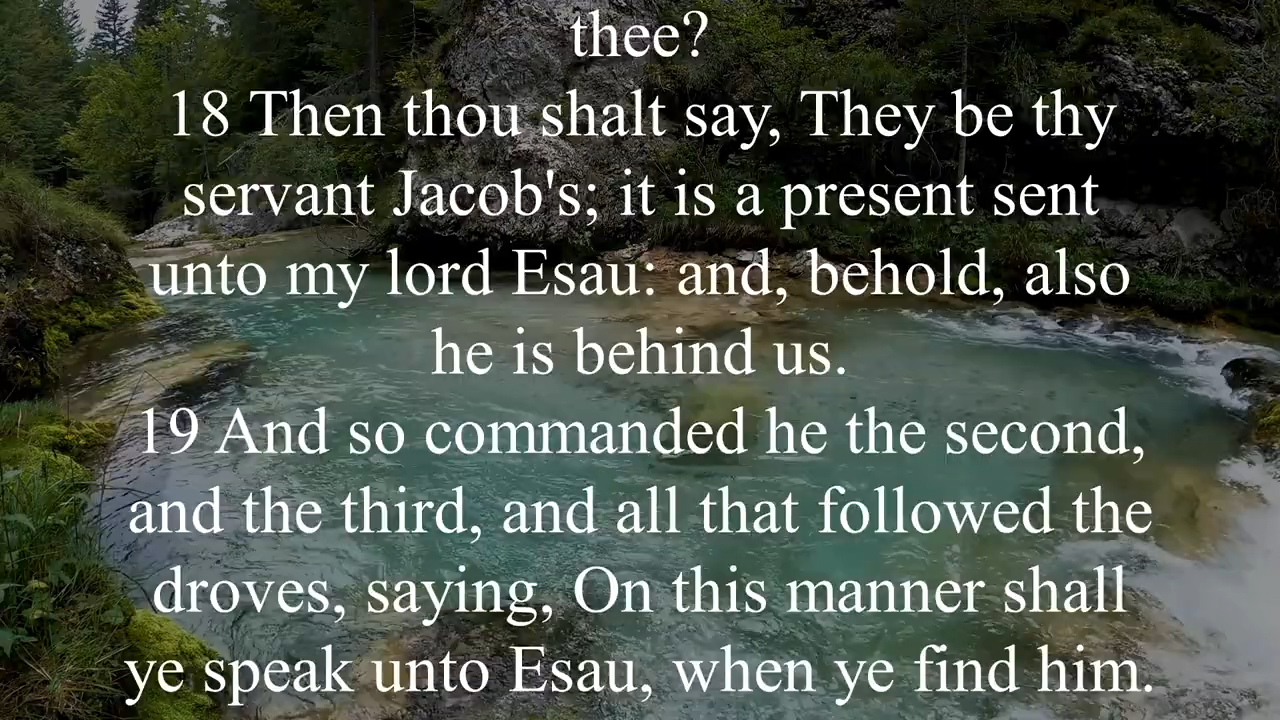 thee?
18 Then thou shalt say, They be thy
servant Jacob's; it is a present sent
unto my lord Esau: and, behold, also
he is behind us.
19 And so commanded he the second,
and the third, and all that followed the
droves, saying, On this manner shall
ye speak unto Esau, when ye find him.